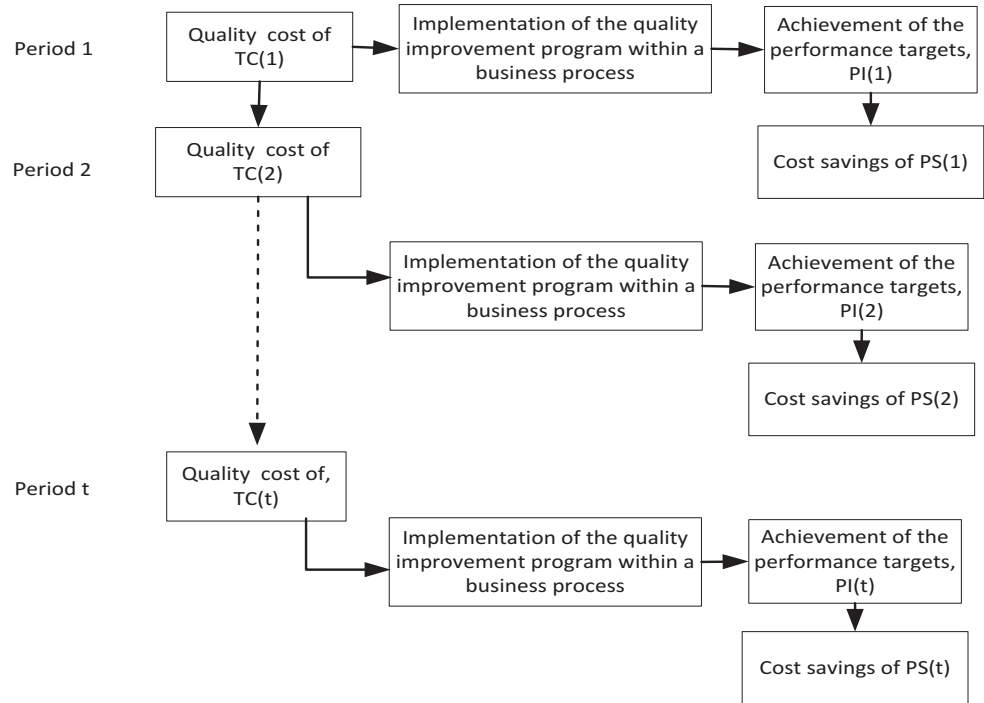 Period 1
Quality cost of
TC(1)
Implementation of the quality
improvement program within a
business process
Achievement of the
performance targets,
PI(1)
Cost savings of PS(1)
Period 2
Quality cost of
TC(2)
Implementation of the quality
improvement program within a
business process
Achievement of the
performance targets,
PI(2)
Cost savings of PS(2)
Period t
Quality cost of,
TC(t)
Implementation of the quality
improvement program within a
business process
Achievement of the
performance targets,
PI(t)
Cost savings of PS(t)